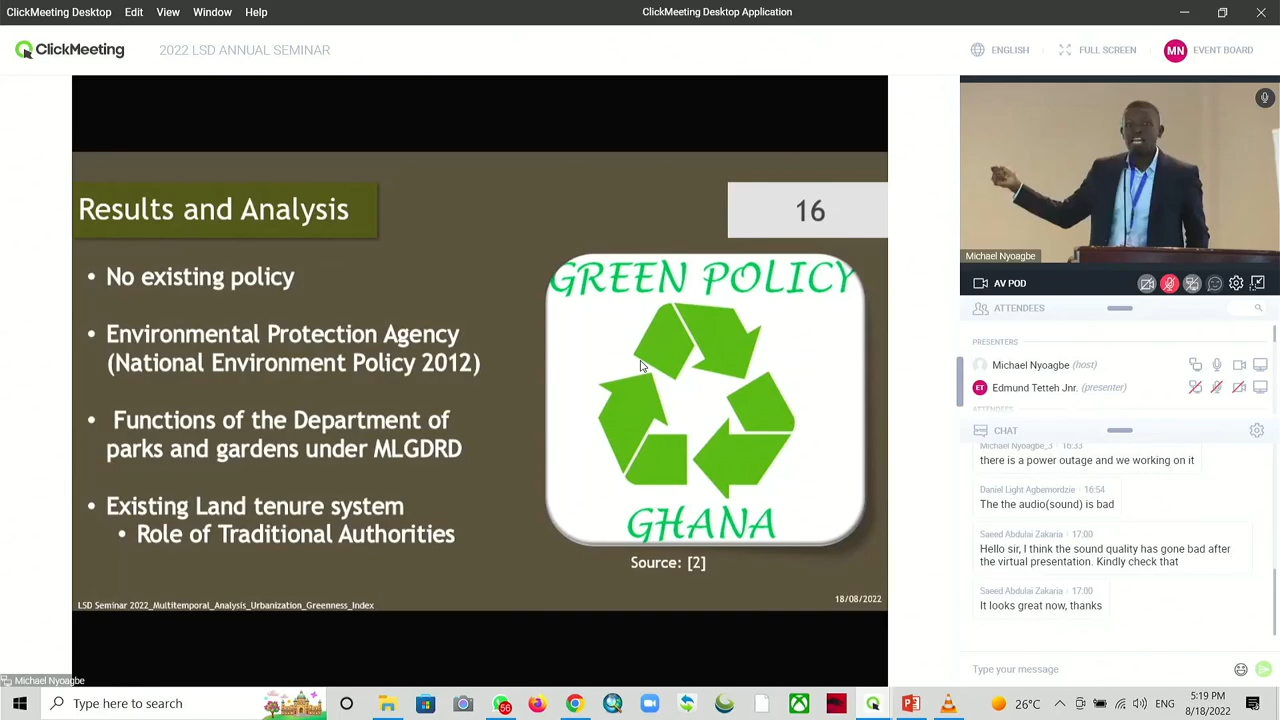 ClickMeeting Desktop Edit View Window Help
ClickMeeting Desktop Application
ClickMeeting
2022 LSD ANNUAL SEMINAR
ENGLISH
FULL SCREEN
MN
EVENT BOARD
Results and Analysis
16
• No existing policy
• Environmental Protection Agency
(National Environment Policy 2012)
• Functions of the Department of
parks and gardens under MLGDRD
• Existing Land tenure system
• Role of Traditional Authorities
GREEN POLICY
GHANA
Source: [2]
LSD Seminar 2022_Multitemporal_Analysis_Urbanization_Greenness_Index
18/08/2022
Michael Nyoagbe
Michael Nyoagbe
AV POD
ATTENDEES
PRESENTERS
Michael Nyoagbe (host)
ET Edmund Tetteh Jnr. (presenter)
ATTENDEES
CHAT
Michael Nyoagbe_3 16:33
there is a power outage and we working on it
Daniel Light Agbemordzie 16:54
The the audio(sound) is bad
Saeed Abdulai Zakaria 17:00
Hello sir, I think the sound quality has gone bad after
the virtual presentation. Kindly check that
Saeed Abdulai Zakaria 17:00
It looks great now, thanks
Type your message
Type here to search
56
26°C
ENG
5:19 PM
8/18/2022